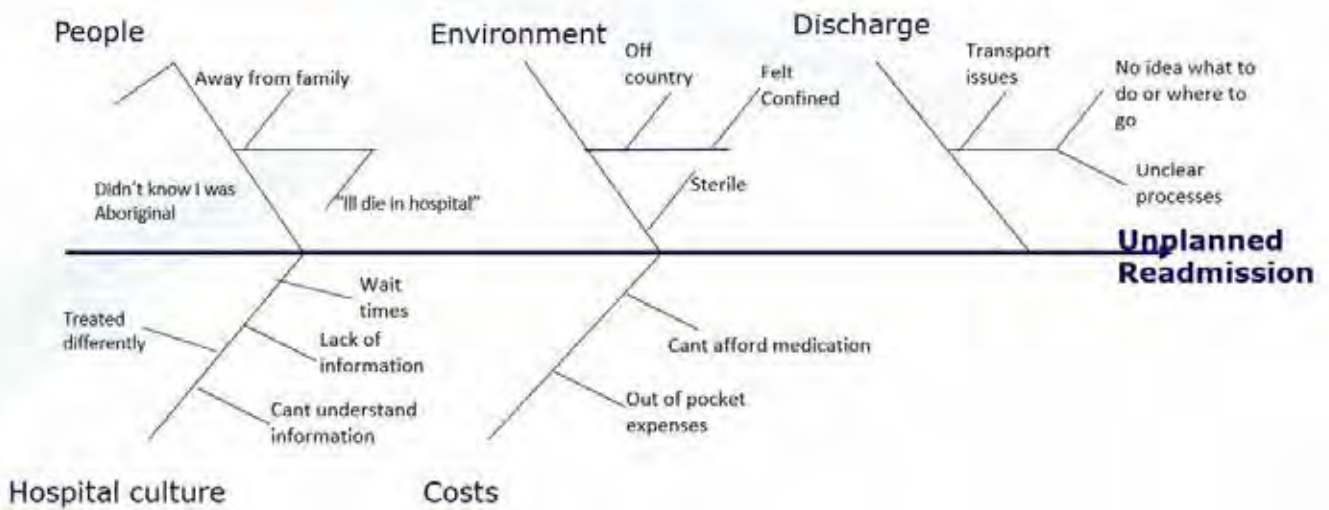 People
Environment
Discharge
Away from family
Off
country
Felt
Confined
Transport
issues
No idea what to
do or where to
go
Didn't know I was
Aboriginal
"Ill die in hospital"
Sterile
Unclear
processes
Unplanned
Readmission
Wait
times
Treated
differently
Lack of
information
Cant understand
information
Cant afford medication
Out of pocket
expenses
Hospital culture
Costs